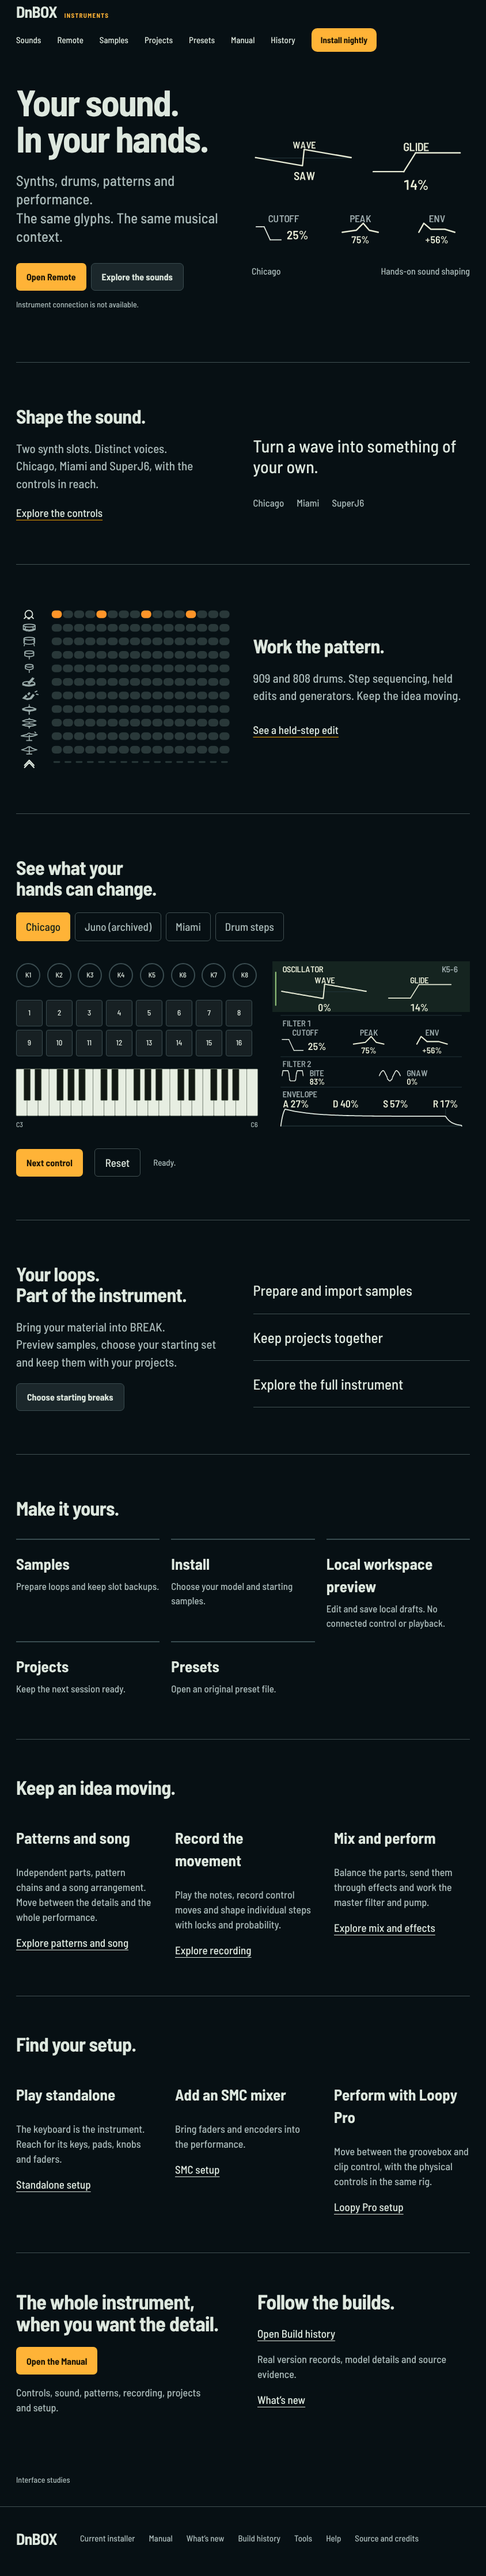 DnBOX INSTRUMENTS
Sounds Remote Samples Projects Presets Manual History Install nightly
Your sound.
In your hands.
Synths, drums, patterns and
performance.
The same glyphs. The same musical
context.
Open Remote Explore the sounds
Instrument connection is not available.
WAVE
SAW
GLIDE
14%
CUTOFF
25%
PEAK
75%
ENV
+56%
Chicago Hands-on sound shaping
Shape the sound.
Two synth slots. Distinct voices.
Chicago, Miami and SuperJ6, with the
controls in reach.
Explore the controls
Turn a wave into something of
your own.
Chicago Miami SuperJ6
Work the pattern.
909 and 808 drums. Step sequencing, held
edits and generators. Keep the idea moving.
See a held-step edit
See what your
hands can change.
Chicago Juno (archived) Miami Drum steps
K1 K2 K3 K4 K5 K6 K7 K8
1 2 3 4 5 6 7 8
9 10 11 12 13 14 15 16
C3 C6
OSCILLATOR K5-6
WAVE GLIDE
0% 14%
FILTER 1
CUTOFF PEAK ENV
25% 75% +56%
FILTER 2
BITE GNAW
83% 0%
ENVELOPE
A 27% D 40% S 57% R 17%
Next control Reset Ready.
Your loops.
Part of the instrument.
Bring your material into BREAK.
Preview samples, choose your starting set
and keep them with your projects.
Choose starting breaks
Prepare and import samples
Keep projects together
Explore the full instrument
Make it yours.
Samples
Prepare loops and keep slot backups.
Install
Choose your model and starting
samples.
Local workspace
preview
Edit and save local drafts. No
connected control or playback.
Projects
Keep the next session ready.
Presets
Open an original preset file.
Keep an idea moving.
Patterns and song
Independent parts, pattern
chains and a song arrangement.
Move between the details and the
whole performance.
Explore patterns and song
Record the
movement
Play the notes, record control
moves and shape individual steps
with locks and probability.
Explore recording
Mix and perform
Balance the parts, send them
through effects and work the
master filter and pump.
Explore mix and effects
Find your setup.
Play standalone
The keyboard is the instrument.
Reach for its keys, pads, knobs
and faders.
Standalone setup
Add an SMC mixer
Bring faders and encoders into
the performance.
SMC setup
Perform with Loopy
Pro
Move between the groovebox and
clip control, with the physical
controls in the same rig.
Loopy Pro setup
The whole instrument,
when you want the detail.
Open the Manual
Controls, sound, patterns, recording, projects
and setup.
Follow the builds.
Open Build history
Real version records, model details and source
evidence.
What's new
Interface studies
DnBOX Current installer Manual What's new Build history Tools Help Source and credits